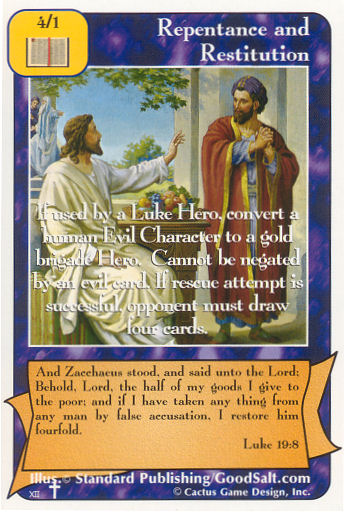 4/1
Repentance and
Restitution
If used by a Luke Hero, convert a
human Evil Character to a gold
brigade Hero. Cannot be negated
by an evil card. If rescue attempt is
successful, opponent must draw
four cards.
And Zacchaeus stood, and said unto the Lord;
Behold, Lord, the half of my goods I give to
the poor; and if I have taken any thing from
any man by false accusation, I restore him
fourfold.
Luke 19:8
Illus. © Standard Publishing/GoodSalt.com
XII © Cactus Game Design, Inc.